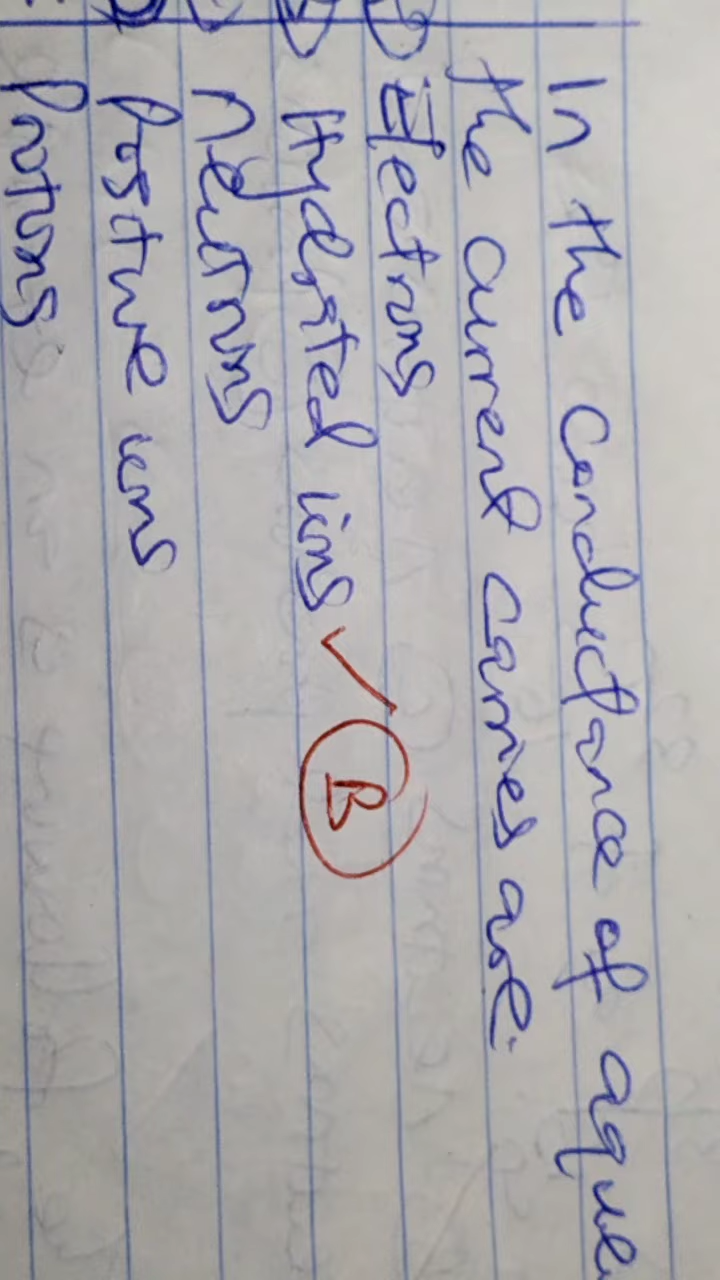 In the conductance of aque
the current carries are:
Electrons
Hydrated ions ✓ B
neutrons
Positive ions
Protons